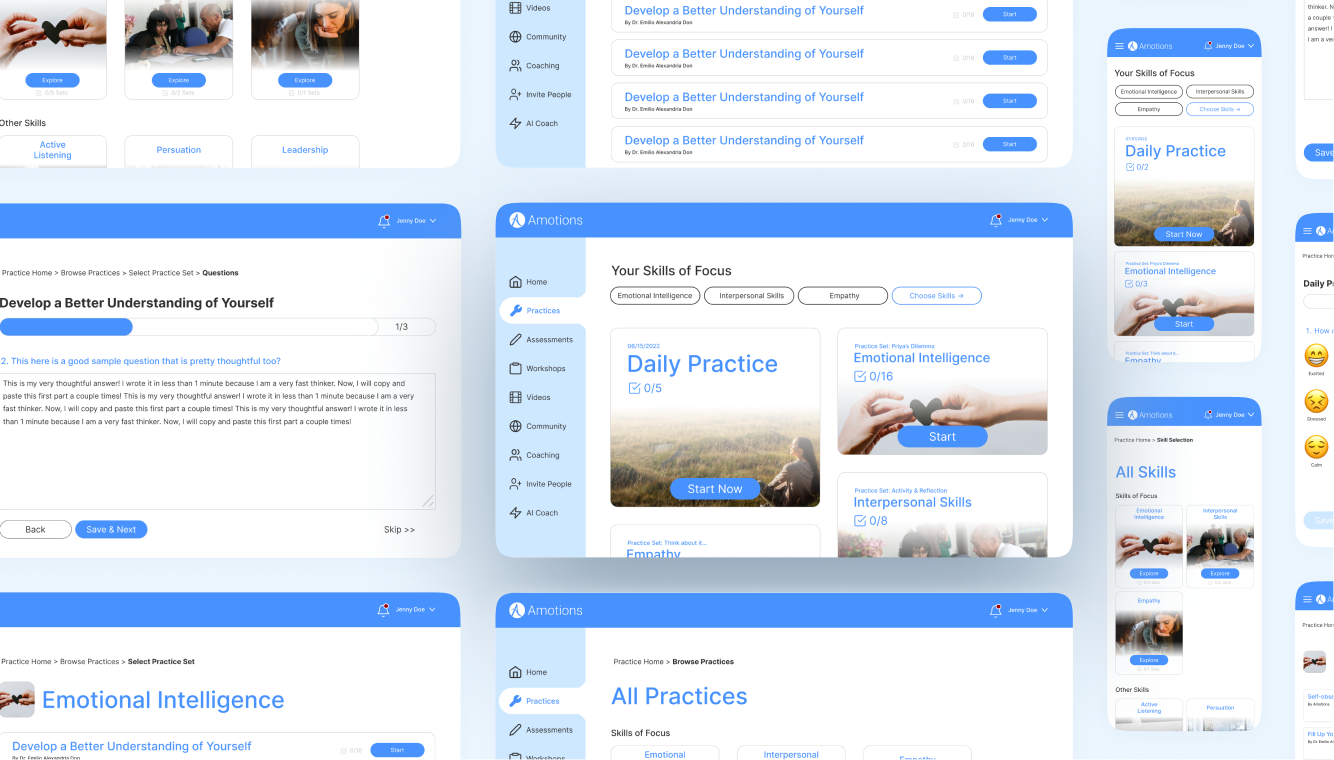 Explore
0/5 Sets
Explore
0/2 Sets
Explore
0/1 Sets
Other Skills
Active
Listening
Persuation
Leadership
Videos
Community
Coaching
Invite People
AI Coach
Develop a Better Understanding of Yourself
By Dr. Emilio Alexandria Don
0/16
Start
Develop a Better Understanding of Yourself
By Dr. Emilio Alexandria Don
0/16
Start
Develop a Better Understanding of Yourself
By Dr. Emilio Alexandria Don
0/16
Start
Develop a Better Understanding of Yourself
By Dr. Emilio Alexandria Don
0/16
Start
Jenny Doe
Practice Home > Browse Practices > Select Practice Set > Questions
Develop a Better Understanding of Yourself
1/3
2. This here is a good sample question that is pretty thoughtful too?
This is my very thoughtful answer! I wrote it in less than 1 minute because I am a very fast thinker. Now, I will copy and
paste this first part a couple times! This is my very thoughtful answer! I wrote it in less than 1 minute because I am a very
fast thinker. Now, I will copy and paste this first part a couple times! This is my very thoughtful answer! I wrote it in less
than 1 minute because I am a very fast thinker. Now, I will copy and paste this first part a couple times!
Back
Save & Next
Skip >>
Amotions
Jenny Doe
Home
Practices
Assessments
Workshops
Videos
Community
Coaching
Invite People
AI Coach
Your Skills of Focus
Emotional Intelligence
Interpersonal Skills
Empathy
Choose Skills →
06/15/2022
Daily Practice
0/5
Start Now
Practice Set: Priya's Dilemma
Emotional Intelligence
0/16
Start
Practice Set: Activity & Reflection
Interpersonal Skills
0/8
Practice Set: Think about it...
Empathy
Jenny Doe
Practice Home > Browse Practices > Select Practice Set
Emotional Intelligence
Develop a Better Understanding of Yourself
By Dr. Emilio Alexandria Don
0/16
Start
Amotions
Jenny Doe
Home
Practices
Assessments
Workshops
Practice Home > Browse Practices
All Practices
Skills of Focus
Emotional
Interpersonal
Empathy
Amotions
Jenny Doe
Your Skills of Focus
Emotional Intelligence
Interpersonal Skills
Empathy
Choose Skills →
Daily Practice
0/2
Start Now
Practice Set: Priya's Dilemma
Emotional Intelligence
0/3
Start
Practice Set: Think about it...
Empathy
Amotions
Jenny Doe
Practice Home > Skill Selection
All Skills
Skills of Focus
Emotional
Intelligence
Explore
Interpersonal
Skills
Explore
Empathy
Explore
Other Skills
Active
Listening
Persuation
thinker. N
a couple
answer! I
I am a ve
Save
Practice Hom
Daily P
1. How
Excited
Stressed
Calm
Save
Practice Hom
Self-obs
By Amotions
Fill Up Yo
By Dr. Emilio A